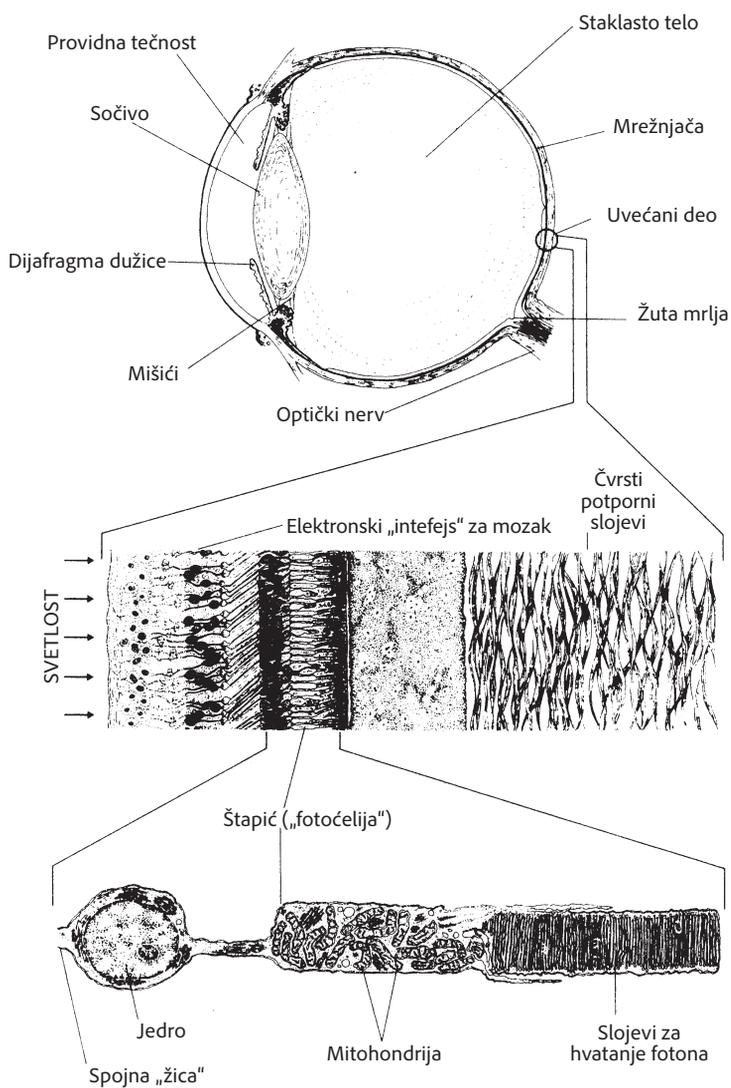 Staklasto telo
Providna tečnost
Sočivo
Mrežnjača
Uvećani deo
Dijafragma dužice
Žuta mrlja
Mišići
Optički nerv
Čvrsti
potporni
slojevi
Elektronski „intefejs“ za mozak
SVETLOST
Štapić („fotoćelija“)
Jedro
Mitohondrija
Slojevi za
hvatanje fotona
Spojna „žica“